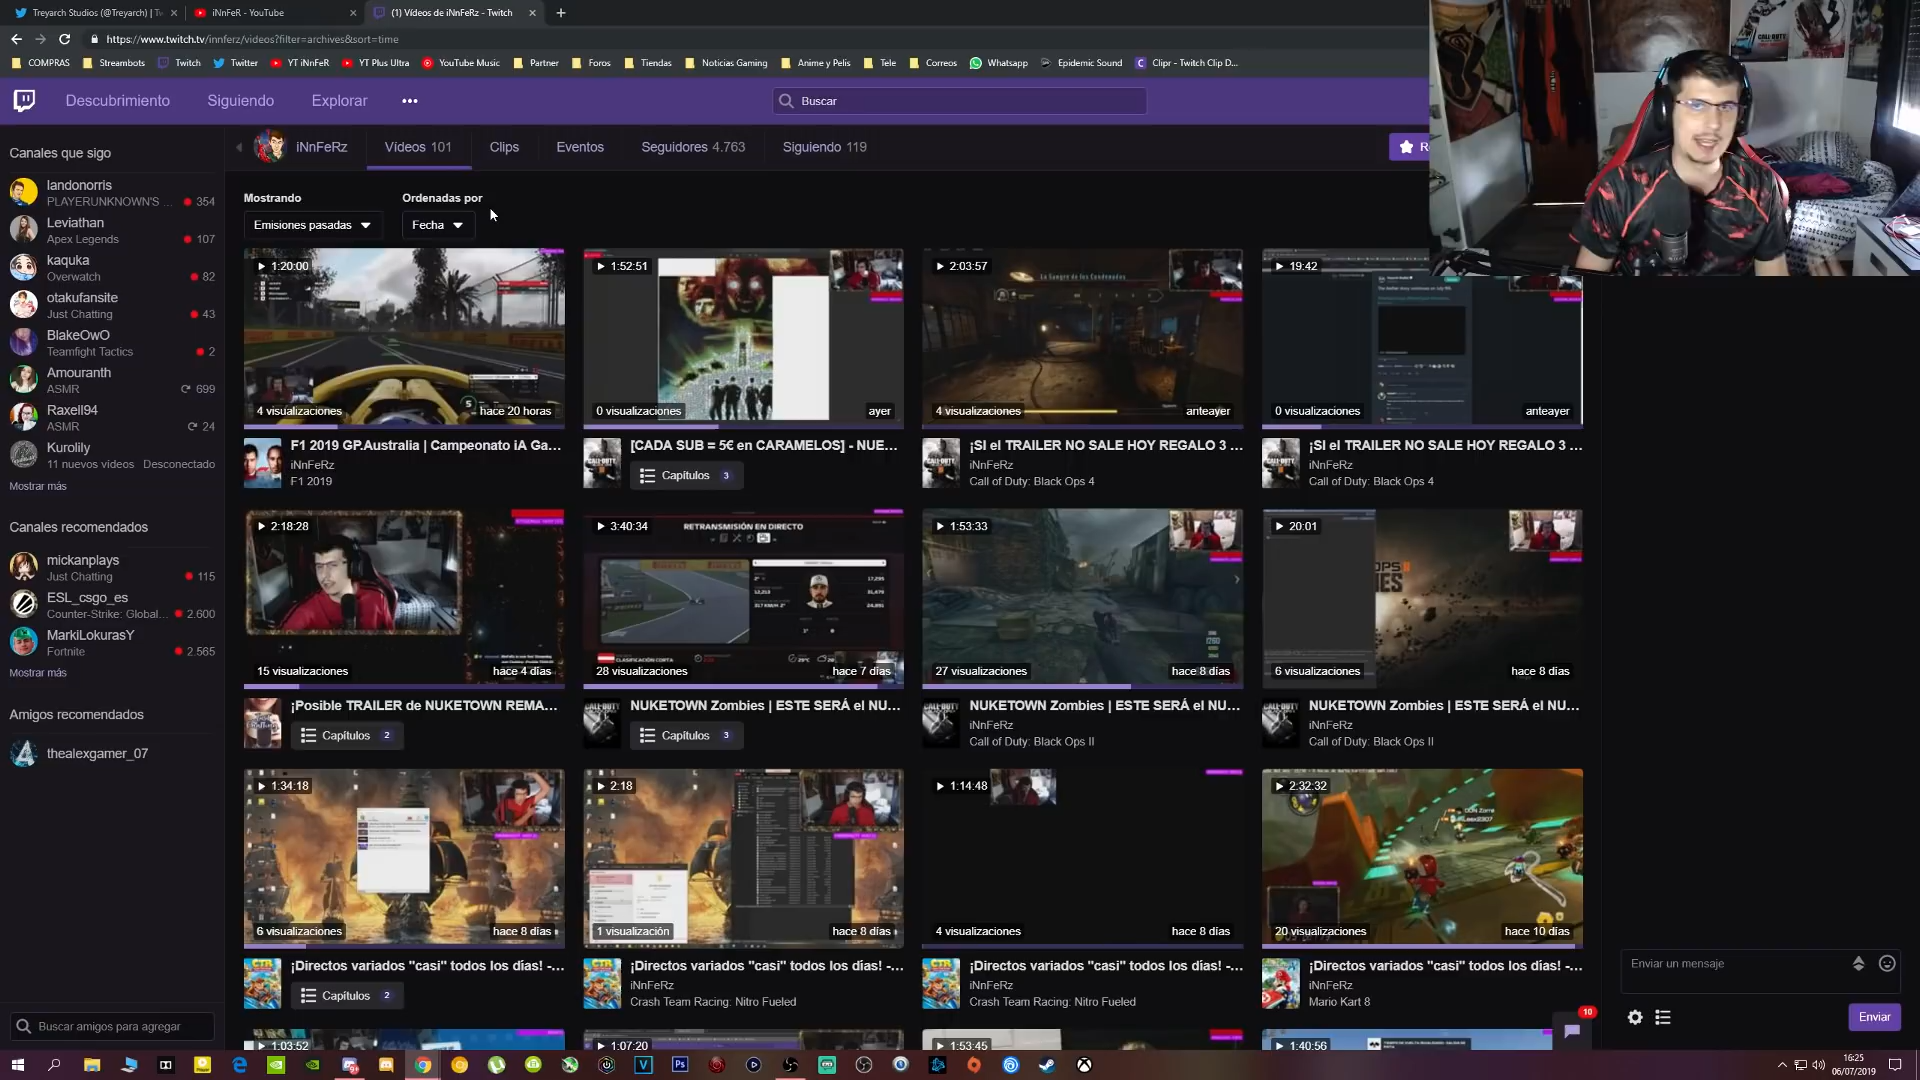 Treyarch Studios (@Treyarch) | Tw
iNnFeR - YouTube
(1) Vídeos de iNnFeRz - Twitch
https://www.twitch.tv/innferz/videos?filter=archives&sort=time
COMPRAS
Streambots
Twitch
Twitter
YT iNnFeR
YT Plus Ultra
YouTube Music
Partner
Foros
Tiendas
Noticias Gaming
Anime y Pelis
Tele
Correos
Whatsapp
Epidemic Sound
Clipr - Twitch Clip D...
Descubrimiento
Siguiendo
Explorar
Buscar
Canales que sigo
landonorris
PLAYERUNKNOWN'S ...
354
Leviathan
Apex Legends
107
kaquka
Overwatch
82
otakufansite
Just Chatting
43
BlakeOwO
Teamfight Tactics
2
Amouranth
ASMR
699
Raxell94
ASMR
24
Kurolily
11 nuevos vídeos
Desconectado
Mostrar más
Canales recomendados
mickanplays
Just Chatting
115
ESL_csgo_es
Counter-Strike: Global...
2.600
MarkiLokurasY
Fortnite
2.565
Mostrar más
Amigos recomendados
thealexgamer_07
Buscar amigos para agregar
iNnFeRz
Vídeos 101
Clips
Eventos
Seguidores 4.763
Siguiendo 119
Mostrando
Emisiones pasadas
Ordenadas por
Fecha
1:20:00
4 visualizaciones
hace 20 horas
F1 2019 GP.Australia | Campeonato iA Ga...
iNnFeRz
F1 2019
1:52:51
0 visualizaciones
ayer
[CADA SUB = 5€ en CARAMELOS] - NUE...
Capítulos 3
2:03:57
La Sangre de los Condenados
4 visualizaciones
anteayer
¡SI el TRAILER NO SALE HOY REGALO 3 ...
iNnFeRz
Call of Duty: Black Ops 4
19:42
0 visualizaciones
anteayer
¡SI el TRAILER NO SALE HOY REGALO 3 ...
iNnFeRz
Call of Duty: Black Ops 4
2:18:28
15 visualizaciones
hace 4 días
¡Posible TRAILER de NUKETOWN REMA...
Capítulos 2
3:40:34
RETRANSMISIÓN EN DIRECTO
28 visualizaciones
hace 7 días
NUKETOWN Zombies | ESTE SERÁ el NU...
Capítulos 3
1:53:33
27 visualizaciones
hace 8 días
NUKETOWN Zombies | ESTE SERÁ el NU...
iNnFeRz
Call of Duty: Black Ops II
20:01
6 visualizaciones
hace 8 días
NUKETOWN Zombies | ESTE SERÁ el NU...
iNnFeRz
Call of Duty: Black Ops II
1:34:18
6 visualizaciones
hace 8 días
¡Directos variados "casi" todos los días! -...
Capítulos 2
2:18
1 visualización
hace 8 días
¡Directos variados "casi" todos los días! -...
iNnFeRz
Crash Team Racing: Nitro Fueled
1:14:48
4 visualizaciones
hace 8 días
¡Directos variados "casi" todos los días! -...
iNnFeRz
Crash Team Racing: Nitro Fueled
2:32:32
20 visualizaciones
hace 10 días
¡Directos variados "casi" todos los días! -...
iNnFeRz
Mario Kart 8
1:03:52
1:07:20
1:53:45
1:40:56
Enviar un mensaje
10
Enviar
16:25
06/07/2019